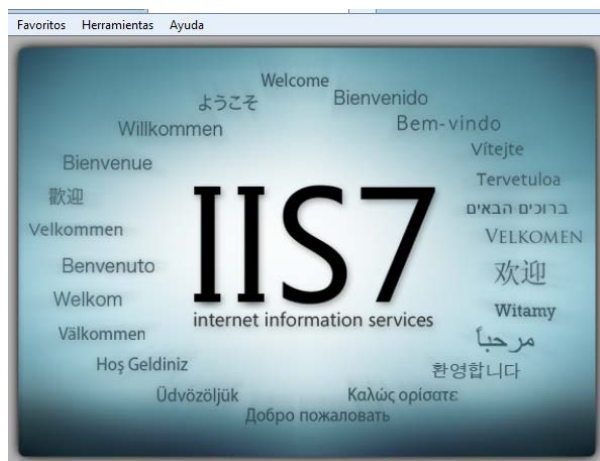 Favoritos Herramientas Ayuda
Welcome
ようこそ
Bienvenido
Willkommen
Bem-vindo
Bienvenue
Vítejte
Tervetuloa
歡迎
ברוכים הבאים
Velkommen
VELKOMEN
Benvenuto
欢迎
Welkom
Witamy
IIS7
internet information services
Välkommen
مرحباً
Hoş Geldiniz
환영합니다
Üdvözöljük
Καλώς ορίσατε
Добро пожаловать